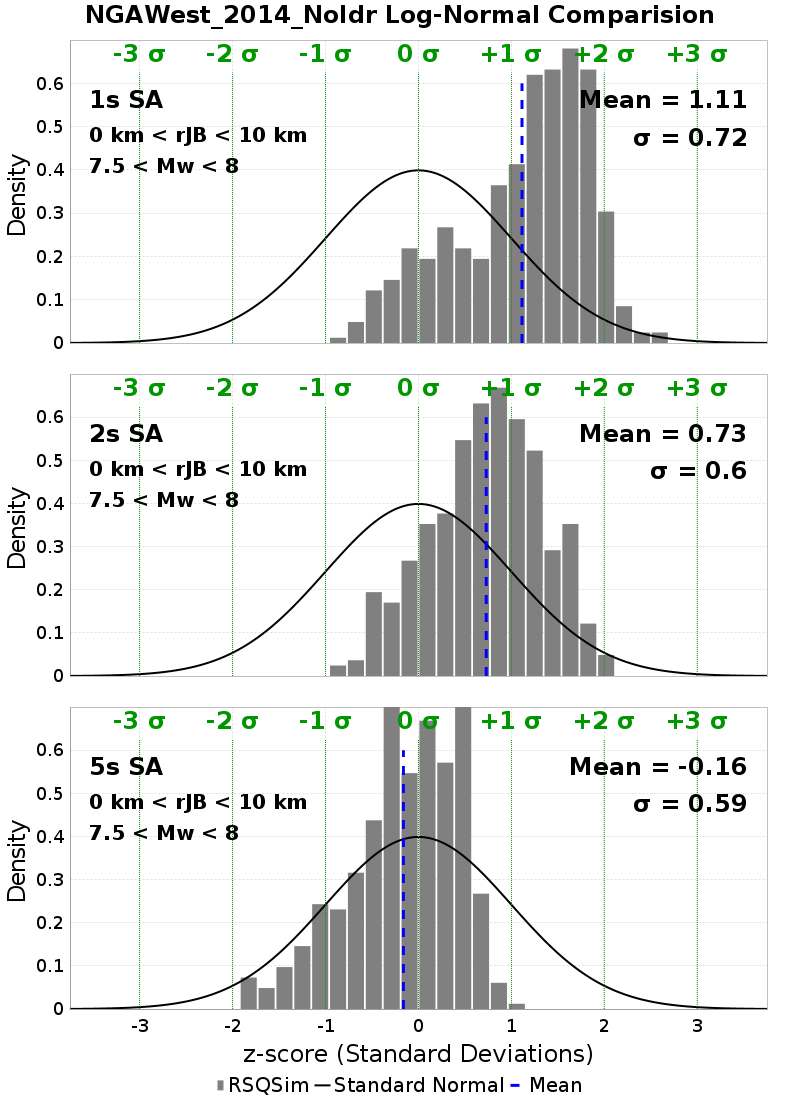 NGAWest_2014_NoIdr Log-Normal Comparision
-3 σ -2 σ -1 σ 0 σ +1 σ +2 σ +3 σ
1s SA
Mean = 1.11
0 km < rJB < 10 km
σ = 0.72
7.5 < Mw < 8
Density
0.6
0.5
0.4
0.3
0.2
0.1
0
-3 σ -2 σ -1 σ 0 σ +1 σ +2 σ +3 σ
2s SA
Mean = 0.73
0 km < rJB < 10 km
σ = 0.6
7.5 < Mw < 8
Density
0.6
0.5
0.4
0.3
0.2
0.1
0
-3 σ -2 σ -1 σ 0 σ +1 σ +2 σ +3 σ
5s SA
Mean = -0.16
0 km < rJB < 10 km
σ = 0.59
7.5 < Mw < 8
Density
0.6
0.5
0.4
0.3
0.2
0.1
0
-3 -2 -1 0 1 2 3
z-score (Standard Deviations)
RSQSim Standard Normal Mean